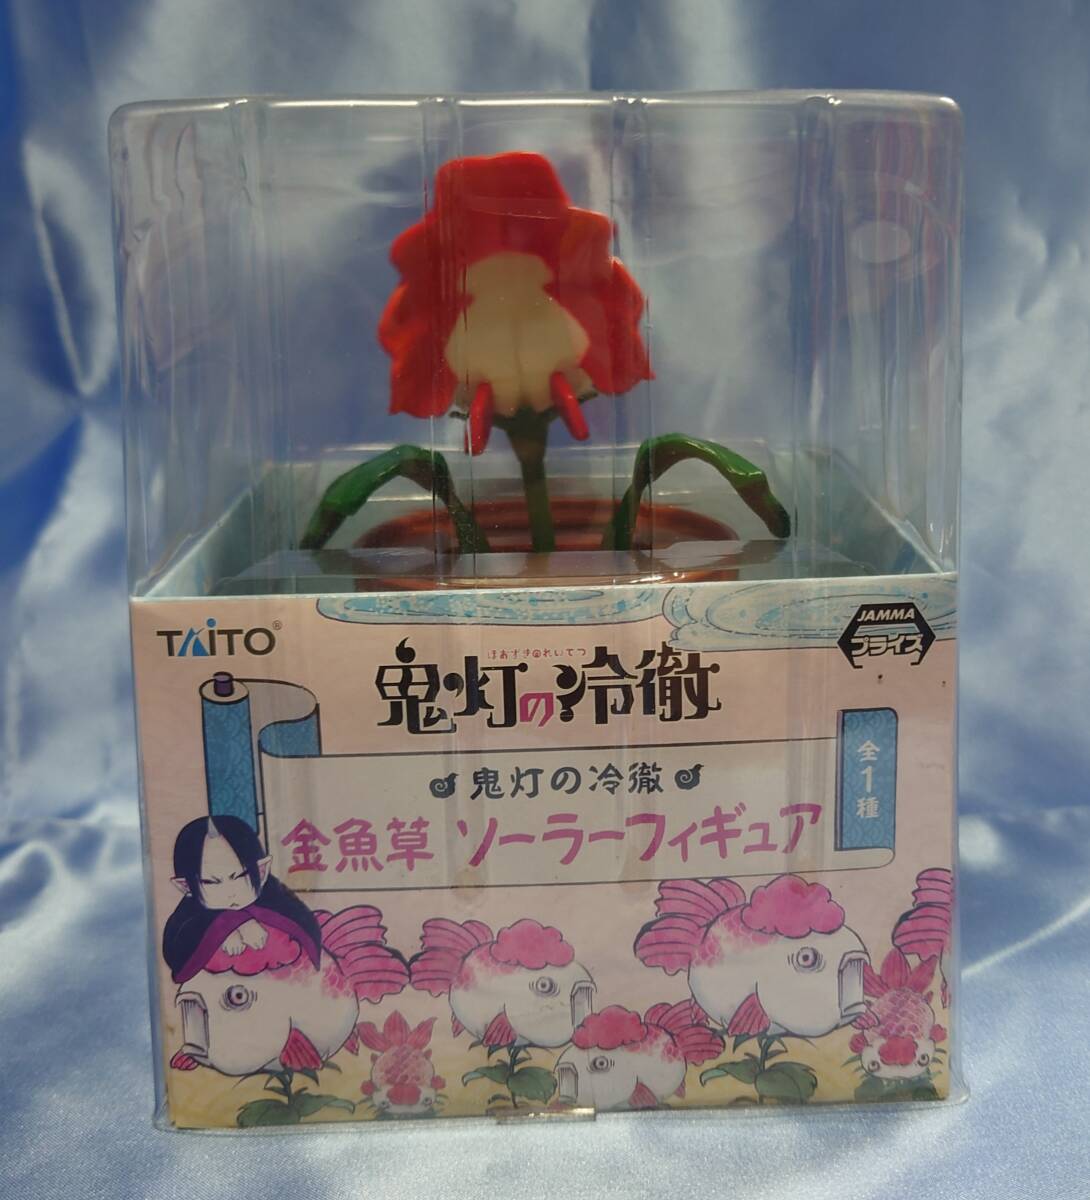 TAITO®
JAMMA
プライズ
ほおずきのれいてつ
鬼灯の冷徹
鬼灯の冷徹
金魚草 ソーラーフィギュア
全1種